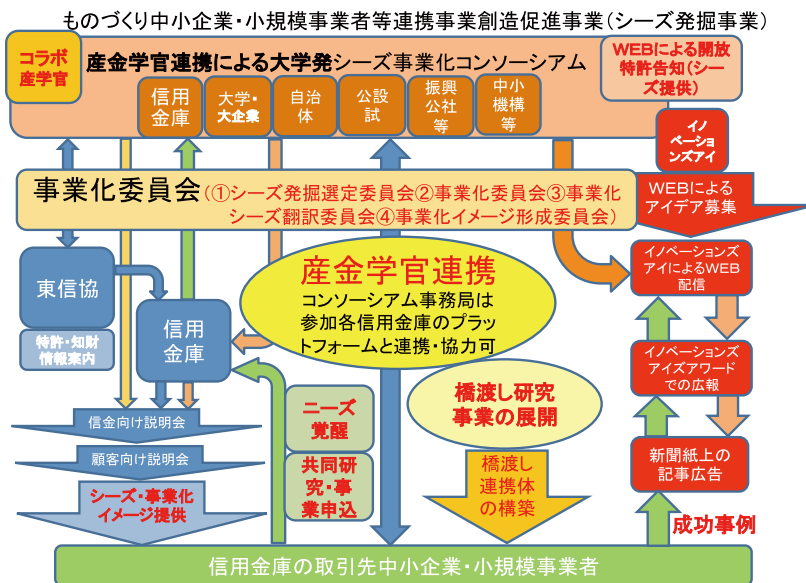 ものづくり中小企業・小規模事業者等連携事業創造促進事業(シーズ発掘事業)
コラボ
産学官
産金学官連携による大学発シーズ事業化コンソーシアム
WEBによる開放
特許告知(シー
ズ提供)
信用
金庫
大学・
大企業
自治
体
公設
試
振興
公社
等
中小
機構
等
イノ
ベーショ
ンズアイ
事業化委員会(①シーズ発掘選定委員会②事業化委員会③事業化
シーズ翻訳委員会④事業化イメージ形成委員会)
WEBによる
アイデア募集
東信協
特許・知財
情報案内
信用
金庫
産金学官連携
コンソーシアム事務局は
参加各信用金庫のプラッ
トフォームと連携・協力可
イノベーションズ
アイによるWEB
配信
イノベーションズ
アイズアワード
での広報
新聞紙上の
記事広告
成功事例
信金向け説明会
顧客向け説明会
シーズ・事業化
イメージ提供
ニーズ
覚醒
共同研
究・事
業申込
橋渡し研究
事業の展開
橋渡し
連携体
の構築
信用金庫の取引先中小企業・小規模事業者